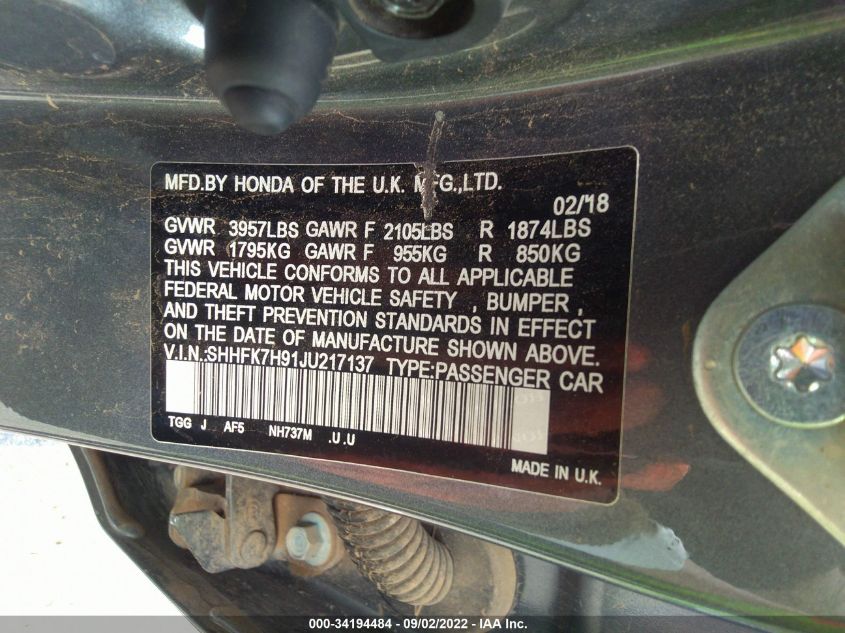 MFD.BY HONDA OF THE U.K. MFG.,LTD.
02/18
GVWR 3957LBS GAWR F 2105LBS R 1874LBS
GVWR 1795KG GAWR F 955KG R 850KG
THIS VEHICLE CONFORMS TO ALL APPLICABLE
FEDERAL MOTOR VEHICLE SAFETY , BUMPER ,
AND THEFT PREVENTION STANDARDS IN EFFECT
ON THE DATE OF MANUFACTURE SHOWN ABOVE.
V.I.N.:SHHFK7H91JU217137 TYPE:PASSENGER CAR
TGG J AF5 NH737M .U.U
MADE IN U.K.
000-34194484 - 09/02/2022 - IAA Inc.